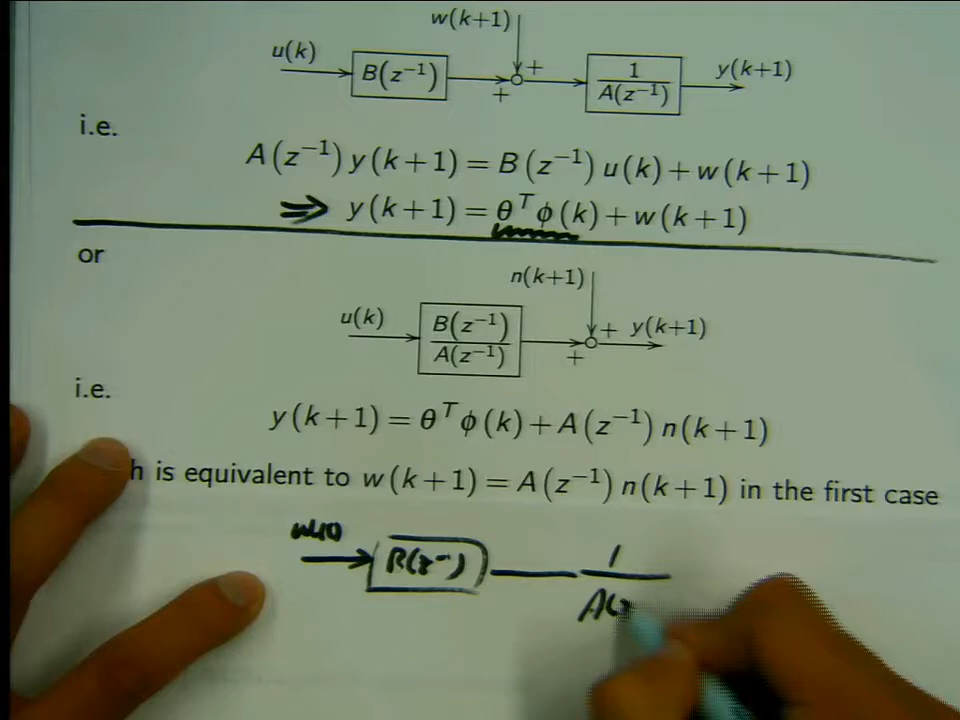 w(k+1)
u(k) B(z⁻¹) + + 1/A(z⁻¹) y(k+1)
i.e.
A(z⁻¹) y(k+1) = B(z⁻¹) u(k) + w(k+1)
⇒ y(k+1) = θᵀϕ(k) + w(k+1)
or
n(k+1)
u(k) B(z⁻¹)/A(z⁻¹) + + y(k+1)
i.e.
y(k+1) = θᵀϕ(k) + A(z⁻¹) n(k+1)
h is equivalent to w(k+1) = A(z⁻¹) n(k+1) in the first case
B(z⁻¹) 1
A(z